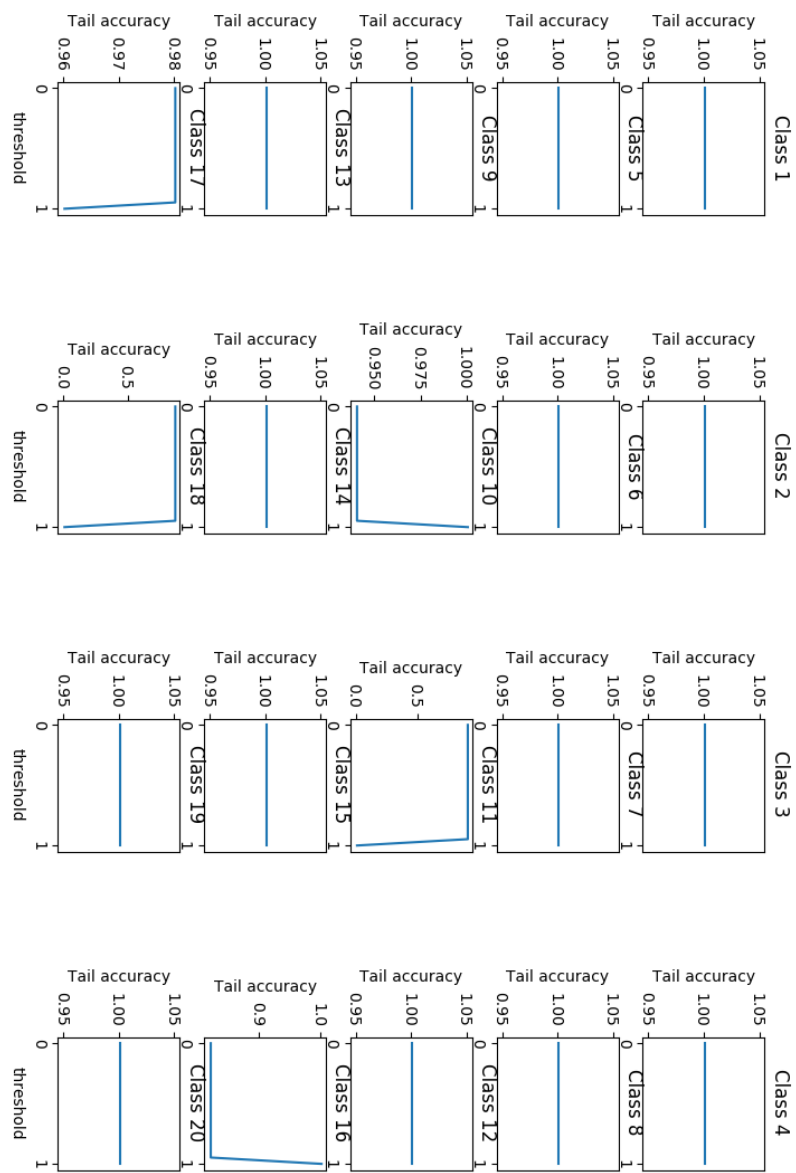 Class 1
Tail accuracy
1.05
1.00
0.95
0 1
Class 2
Tail accuracy
1.05
1.00
0.95
0 1
Class 3
Tail accuracy
1.05
1.00
0.95
0 1
Class 4
Tail accuracy
1.05
1.00
0.95
0 1
Class 5
Tail accuracy
1.05
1.00
0.95
0 1
Class 6
Tail accuracy
1.05
1.00
0.95
0 1
Class 7
Tail accuracy
1.05
1.00
0.95
0 1
Class 8
Tail accuracy
1.05
1.00
0.95
0 1
Class 9
Tail accuracy
1.05
1.00
0.95
0 1
Class 10
Tail accuracy
1.000
0.975
0.950
0 1
Class 11
Tail accuracy
0.5
0.0
0 1
Class 12
Tail accuracy
1.05
1.00
0.95
0 1
Class 13
Tail accuracy
1.05
1.00
0.95
0 1
Class 14
Tail accuracy
1.05
1.00
0.95
0 1
Class 15
Tail accuracy
1.05
1.00
0.95
0 1
Class 16
Tail accuracy
1.0
0.9
0 1
Class 17
Tail accuracy
0.98
0.97
0.96
0 1
threshold
Class 18
Tail accuracy
0.5
0.0
0 1
threshold
Class 19
Tail accuracy
1.05
1.00
0.95
0 1
threshold
Class 20
Tail accuracy
1.05
1.00
0.95
0 1
threshold